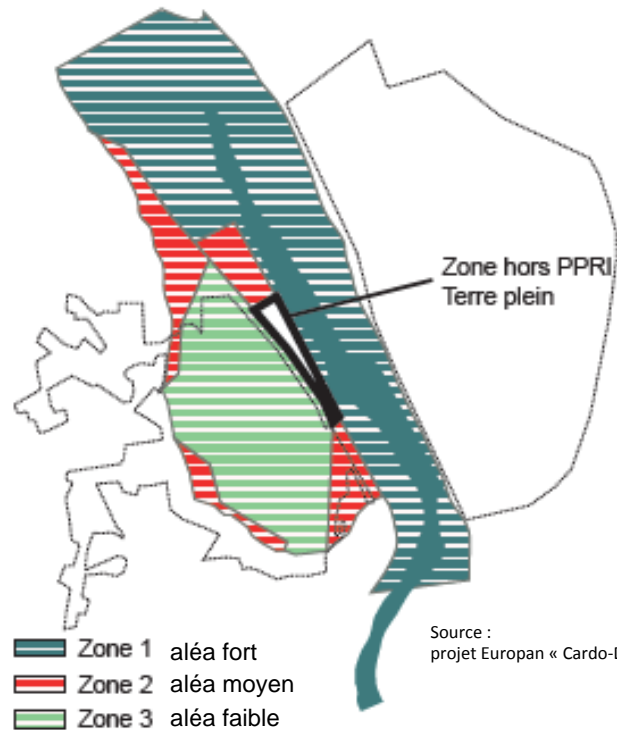 Zone hors PPRI
Terre plein
Source :
projet Europan « Cardo-
Zone 1 aléa fort
Zone 2 aléa moyen
Zone 3 aléa faible